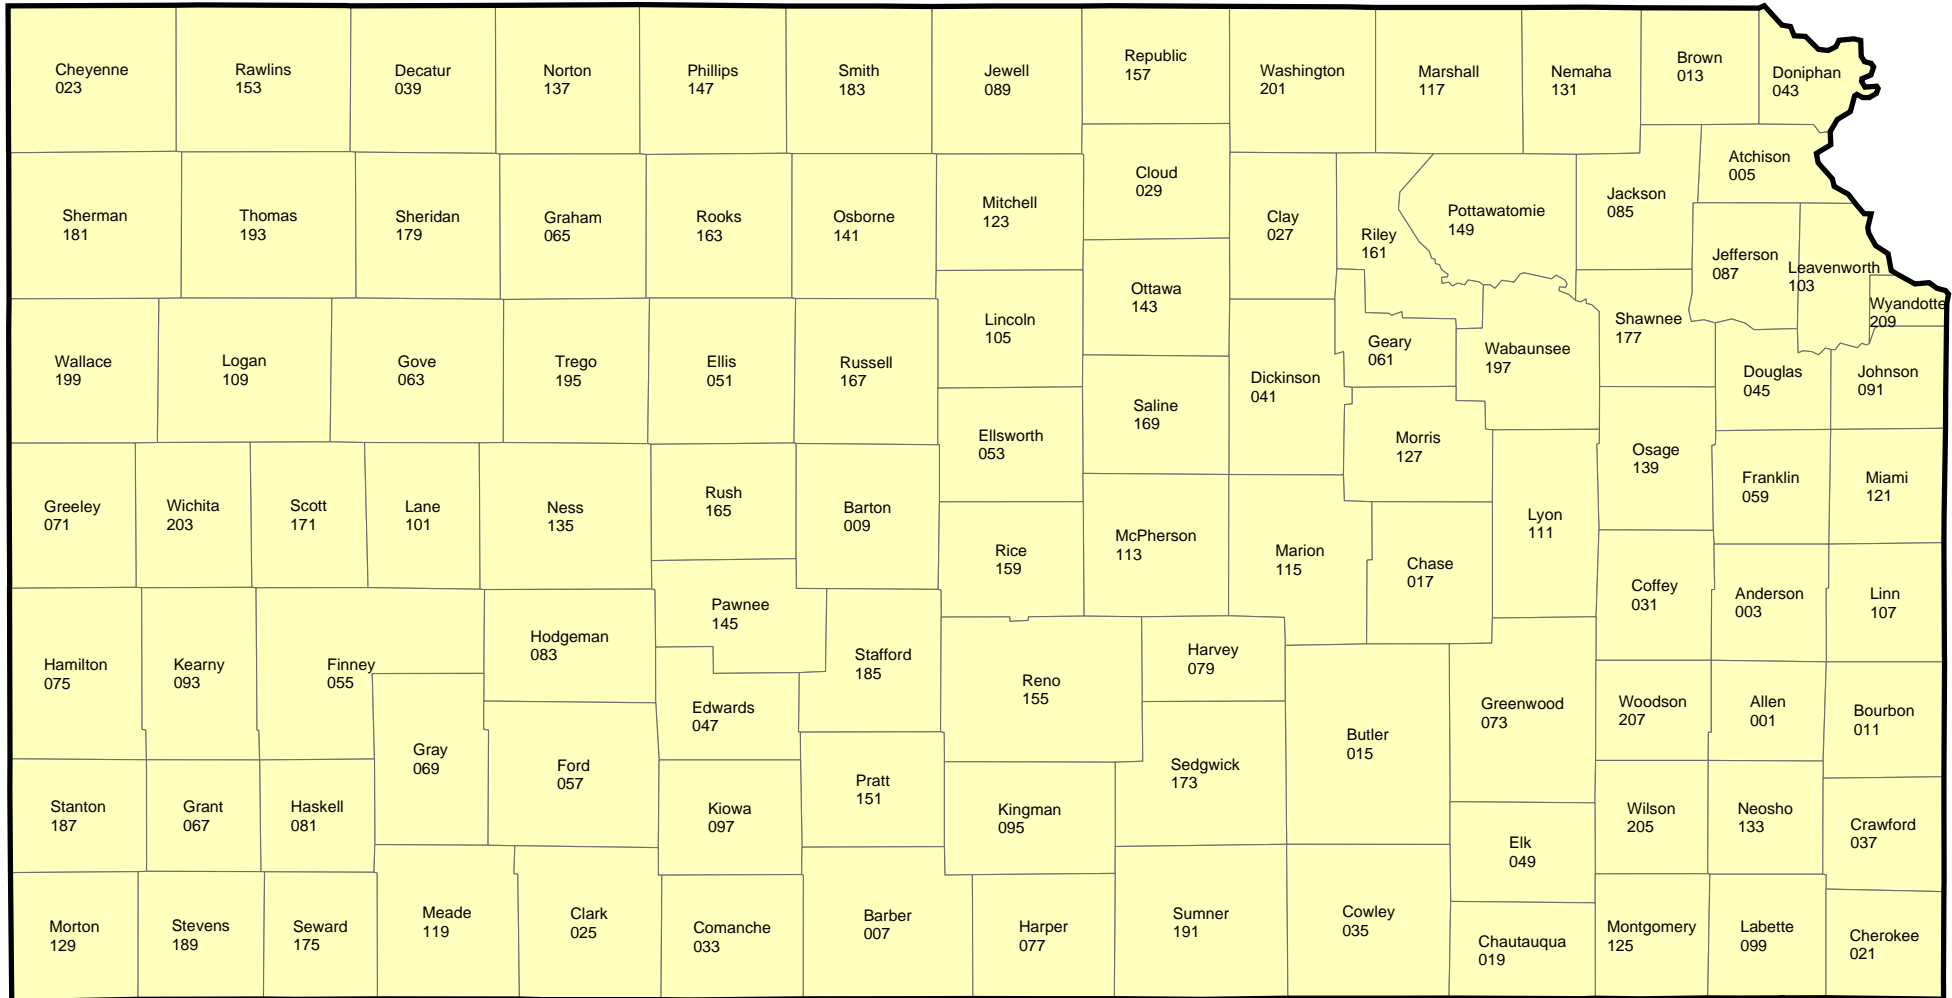 Cheyenne
023
Rawlins
153
Decatur
039
Norton
137
Phillips
147
Smith
183
Jewell
089
Republic
157
Washington
201
Marshall
117
Nemaha
131
Brown
013
Doniphan
043
Sherman
181
Thomas
193
Sheridan
179
Graham
065
Rooks
163
Osborne
141
Mitchell
123
Cloud
029
Clay
027
Riley
161
Pottawatomie
149
Jackson
085
Atchison
005
Jefferson
087
Leavenworth
103
Wyandotte
209
Wallace
199
Logan
109
Gove
063
Trego
195
Ellis
051
Russell
167
Lincoln
105
Ottawa
143
Saline
169
Dickinson
041
Geary
061
Wabaunsee
197
Shawnee
177
Douglas
045
Johnson
091
Greeley
071
Wichita
203
Scott
171
Lane
101
Ness
135
Rush
165
Barton
009
Ellsworth
053
Rice
159
McPherson
113
Marion
115
Morris
127
Chase
017
Lyon
111
Osage
139
Franklin
059
Miami
121
Hamilton
075
Kearny
093
Finney
055
Hodgeman
083
Pawnee
145
Edwards
047
Stafford
185
Reno
155
Harvey
079
Butler
015
Greenwood
073
Coffey
031
Anderson
003
Linn
107
Woodson
207
Allen
001
Bourbon
011
Stanton
187
Grant
067
Haskell
081
Gray
069
Ford
057
Kiowa
097
Pratt
151
Kingman
095
Sedgwick
173
Elk
049
Wilson
205
Neosho
133
Crawford
037
Morton
129
Stevens
189
Seward
175
Meade
119
Clark
025
Comanche
033
Barber
007
Harper
077
Sumner
191
Cowley
035
Chautauqua
019
Montgomery
125
Labette
099
Cherokee
021